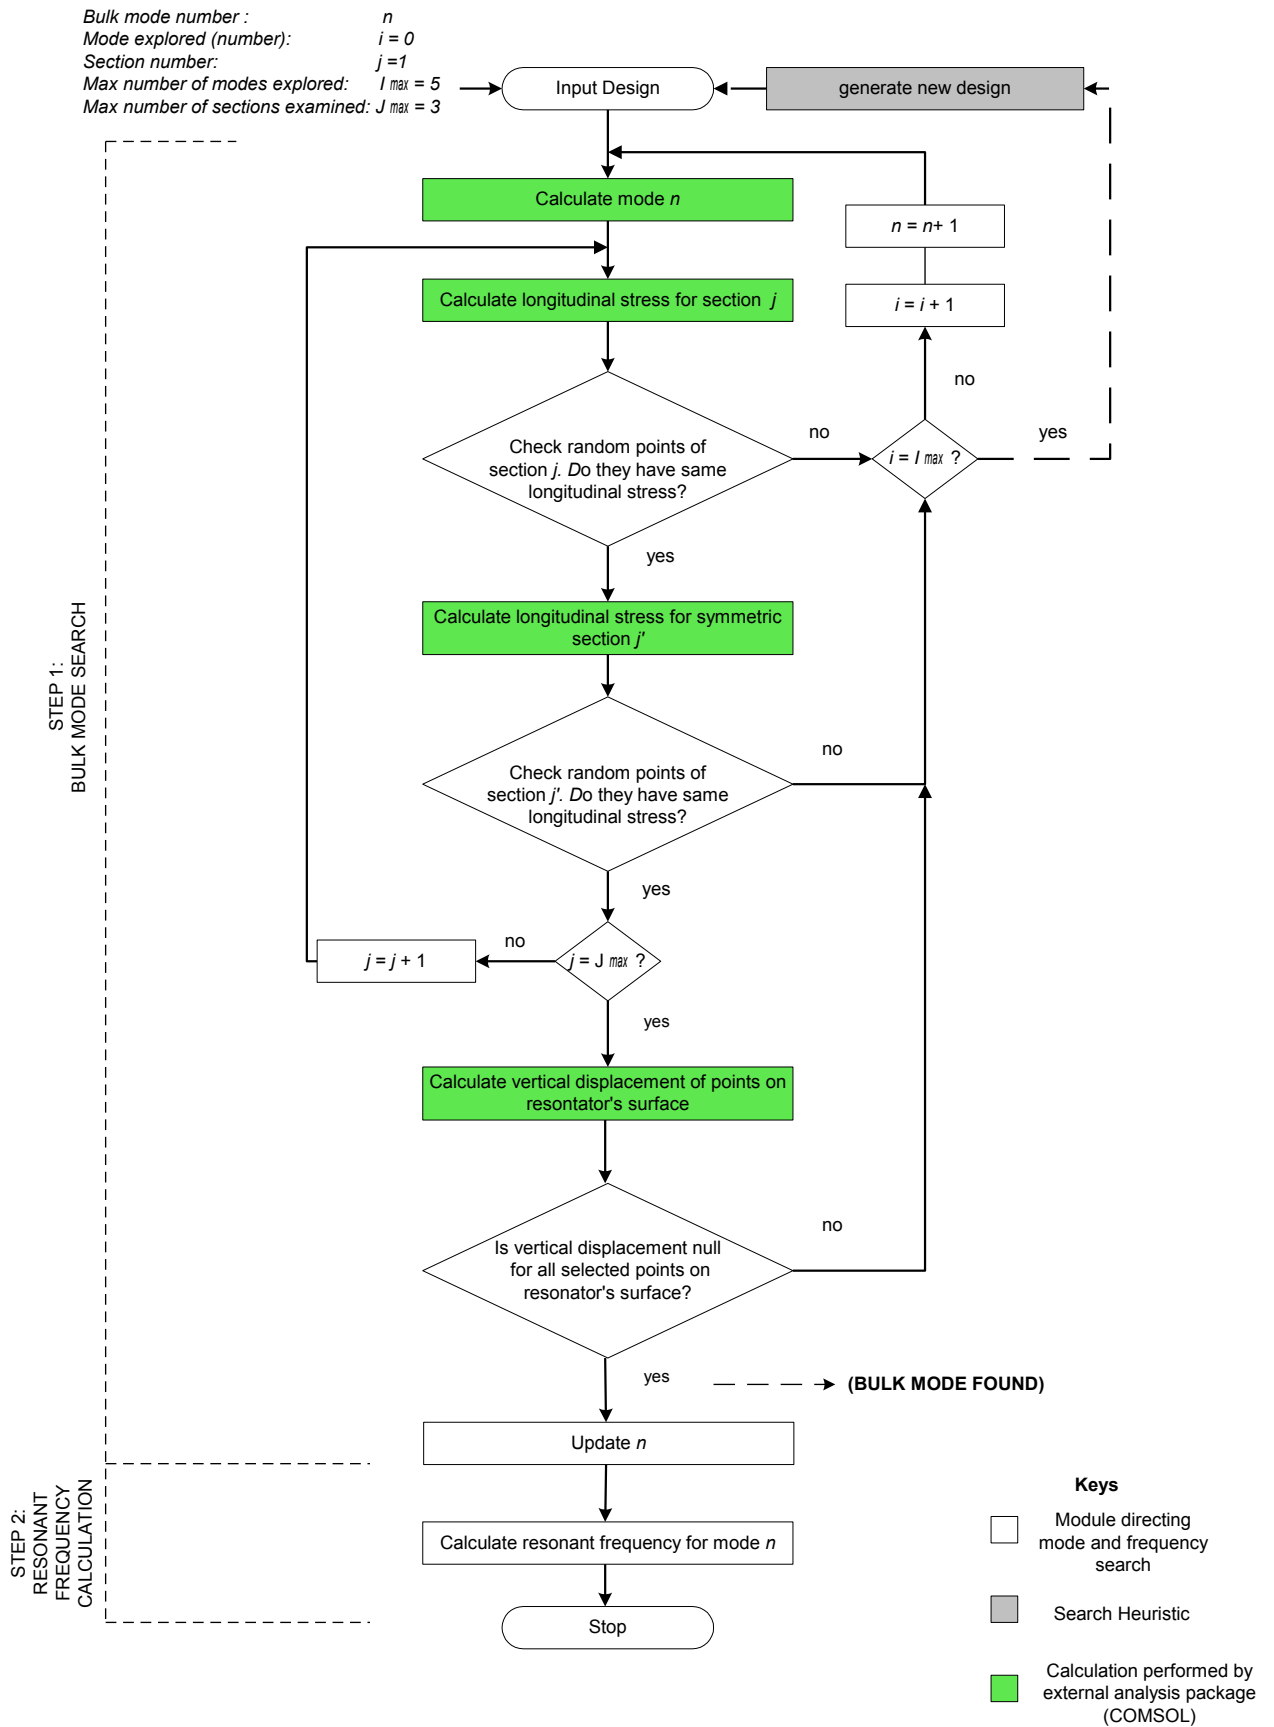 Bulk mode number : n
Mode explored (number): i = 0
Section number: j =1
Max number of modes explored: I max = 5
Max number of sections examined: J max = 3
Input Design
generate new design
Calculate mode n
n = n+ 1
Calculate longitudinal stress for section j
i = i + 1
no
Check random points of
section j. Do they have same
longitudinal stress?
no
i = I max ?
yes
yes
Calculate longitudinal stress for symmetric
section j'
STEP 1:
BULK MODE SEARCH
Check random points of
section j'. Do they have same
longitudinal stress?
no
yes
j = j + 1
no
j = J max ?
yes
Calculate vertical displacement of points on
resontator's surface
Is vertical displacement null
for all selected points on
resonator's surface?
no
yes
(BULK MODE FOUND)
Update n
STEP 2:
RESONANT
FREQUENCY
CALCULATION
Calculate resonant frequency for mode n
Stop
Keys
Module directing
mode and frequency
search
Search Heuristic
Calculation performed by
external analysis package
(COMSOL)